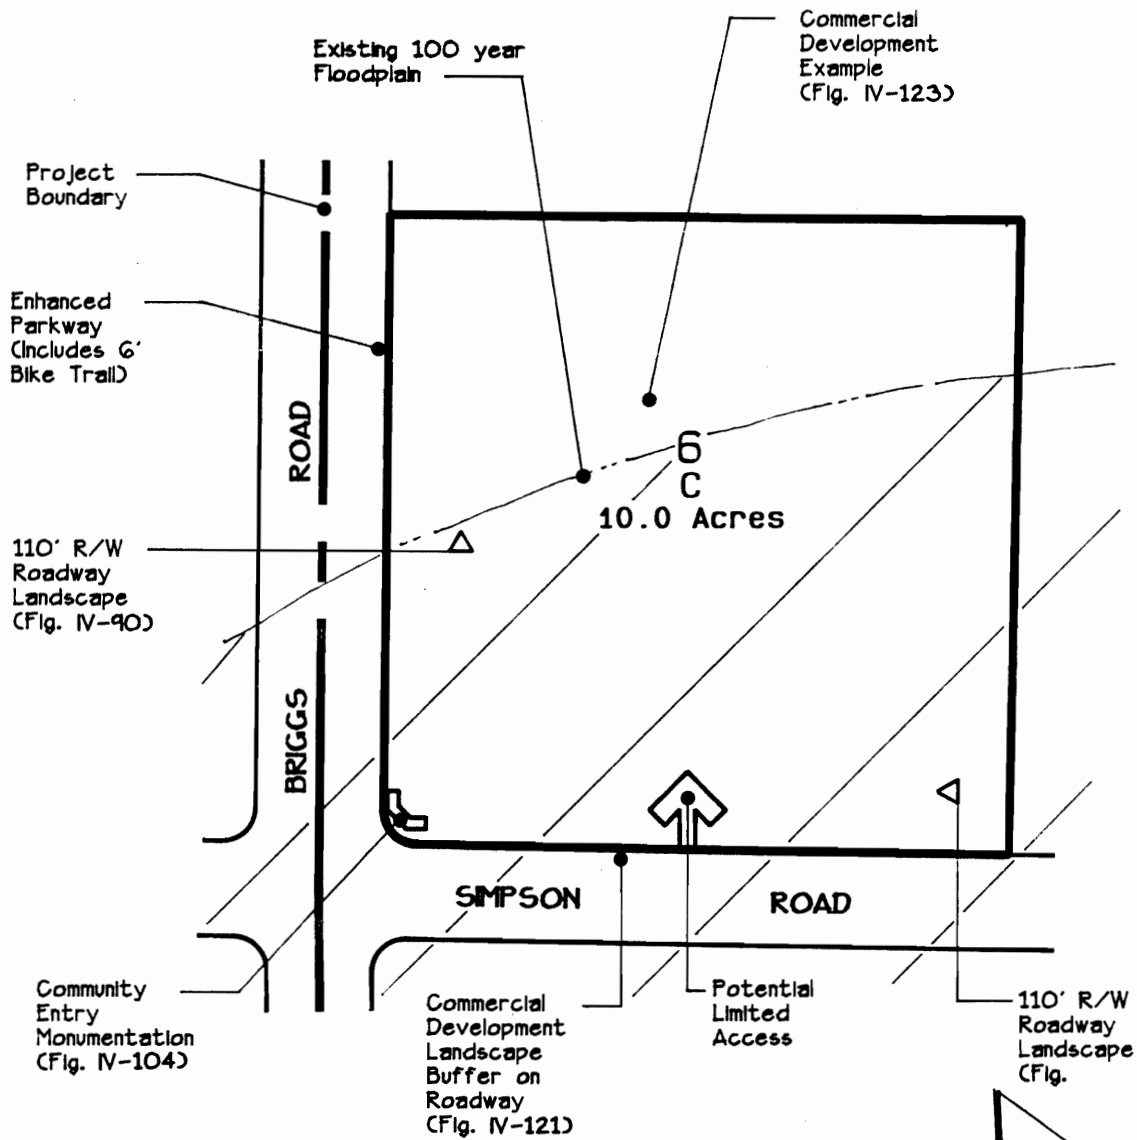 Commercial
Development
Example
(Fig. IV-123)
Existing 100 year
Floodplain
Project
Boundary
Enhanced
Parkway
(Includes 6'
Bike Trail)
ROAD
6
C
10.0 Acres
110' R/W
Roadway
Landscape
(Fig. IV-90)
BRIGGS
SIMPSON ROAD
Community
Entry
Monumentation
(Fig. IV-104)
Commercial
Development
Landscape
Buffer on
Roadway
(Fig. IV-121)
Potential
Limited
Access
110' R/W
Roadway
Landscape
(Fig.